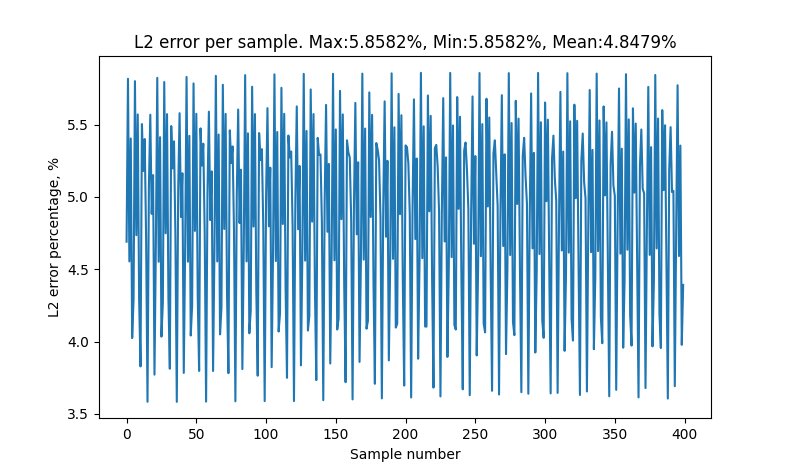 L2 error per sample. Max:5.8582%, Min:5.8582%, Mean:4.8479%
L2 error percentage, %
5.5
5.0
4.5
4.0
3.5
0 50 100 150 200 250 300 350 400
Sample number